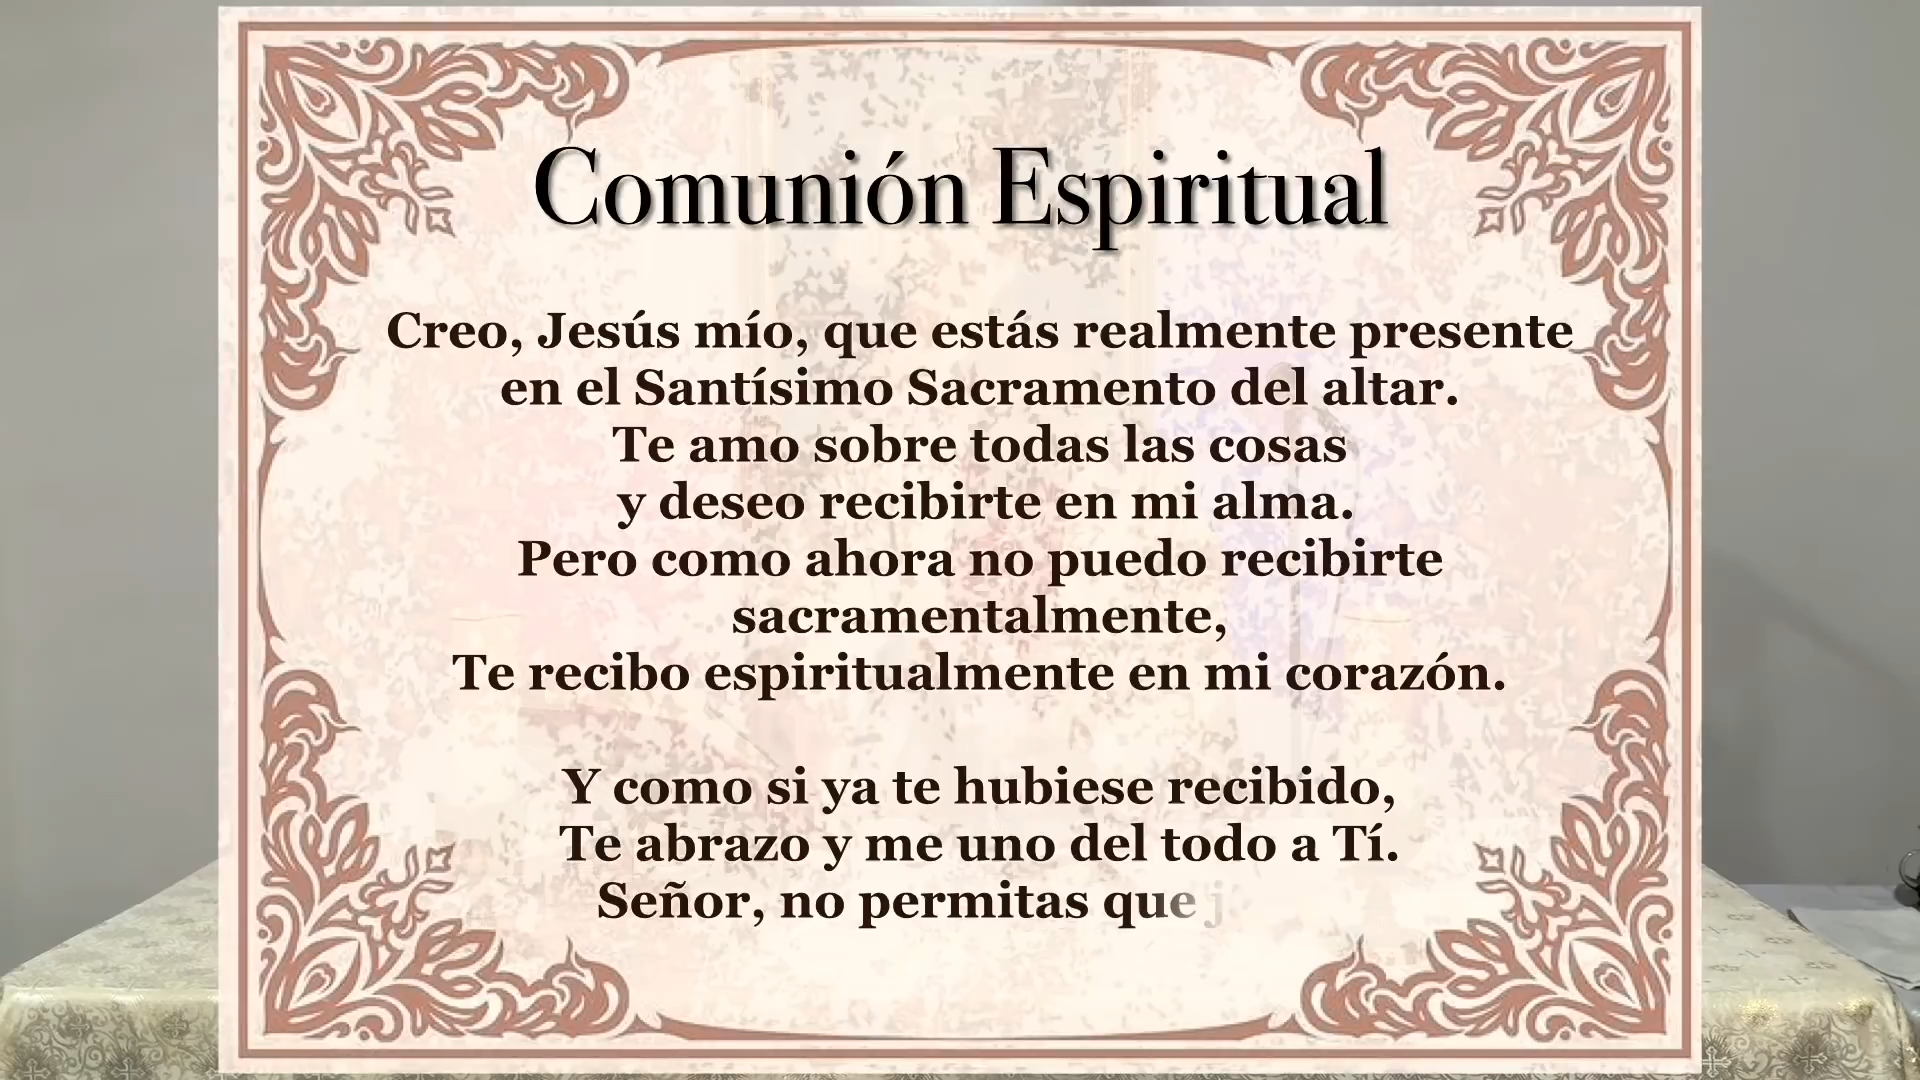 Comunión Espiritual
Creo, Jesús mío, que estás realmente presente
en el Santísimo Sacramento del altar.
Te amo sobre todas las cosas
y deseo recibirte en mi alma.
Pero como ahora no puedo recibirte
sacramentalmente,
Te recibo espiritualmente en mi corazón.
Y como si ya te hubiese recibido,
Te abrazo y me uno del todo a Tí.
Señor, no permitas que j